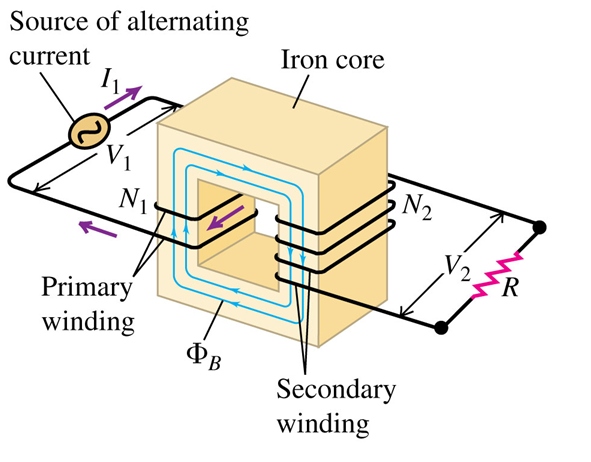 Source of alternating
current
Iron core
I1
V1
N1
N2
V2
R
Primary
winding
ΦB
Secondary
winding